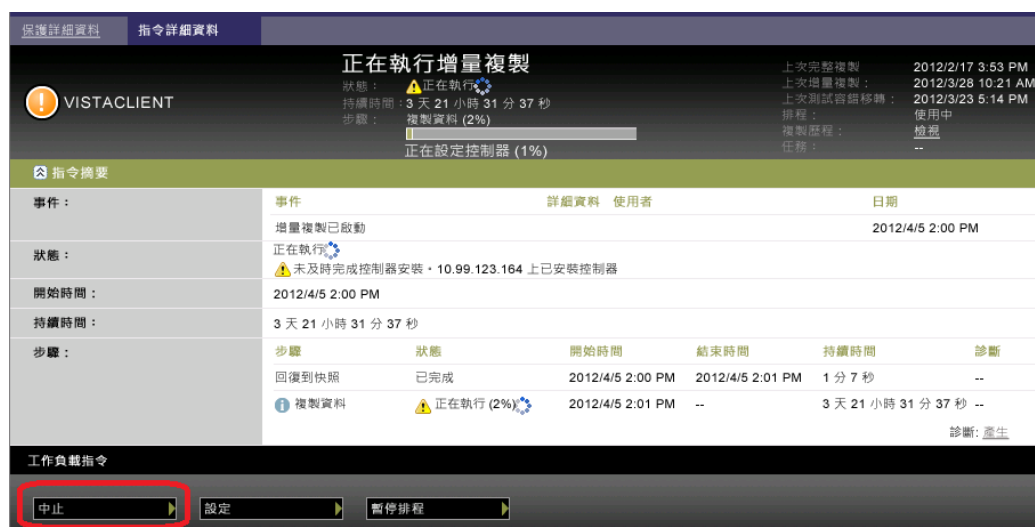 保護詳細資料 指令詳細資料
正在執行增量複製
VISTACLIENT
狀態： 正在執行
持續時間：3 天 21 小時 31 分 37 秒
步驟： 複製資料 (2%)
正在設定控制器 (1%)
上次完整複製 2012/2/17 3:53 PM
上次增量複製： 2012/3/28 10:21 AM
上次測試容錯移轉： 2012/3/23 5:14 PM
排程： 使用中
複製歷程： 檢視
任務： --
指令摘要
事件： 事件 詳細資料 使用者 日期
增量複製已啟動 2012/4/5 2:00 PM
狀態： 正在執行
未及時完成控制器安裝，10.99.123.164 上已安裝控制器
開始時間： 2012/4/5 2:00 PM
持續時間： 3 天 21 小時 31 分 37 秒
步驟： 步驟 狀態 開始時間 結束時間 持續時間 診斷
回復到快照 已完成 2012/4/5 2:00 PM 2012/4/5 2:01 PM 1 分 7 秒 --
複製資料 正在執行 (2%) 2012/4/5 2:01 PM -- 3 天 21 小時 31 分 37 秒 --
診斷: 產生
工作負載指令
中止 設定 暫停排程